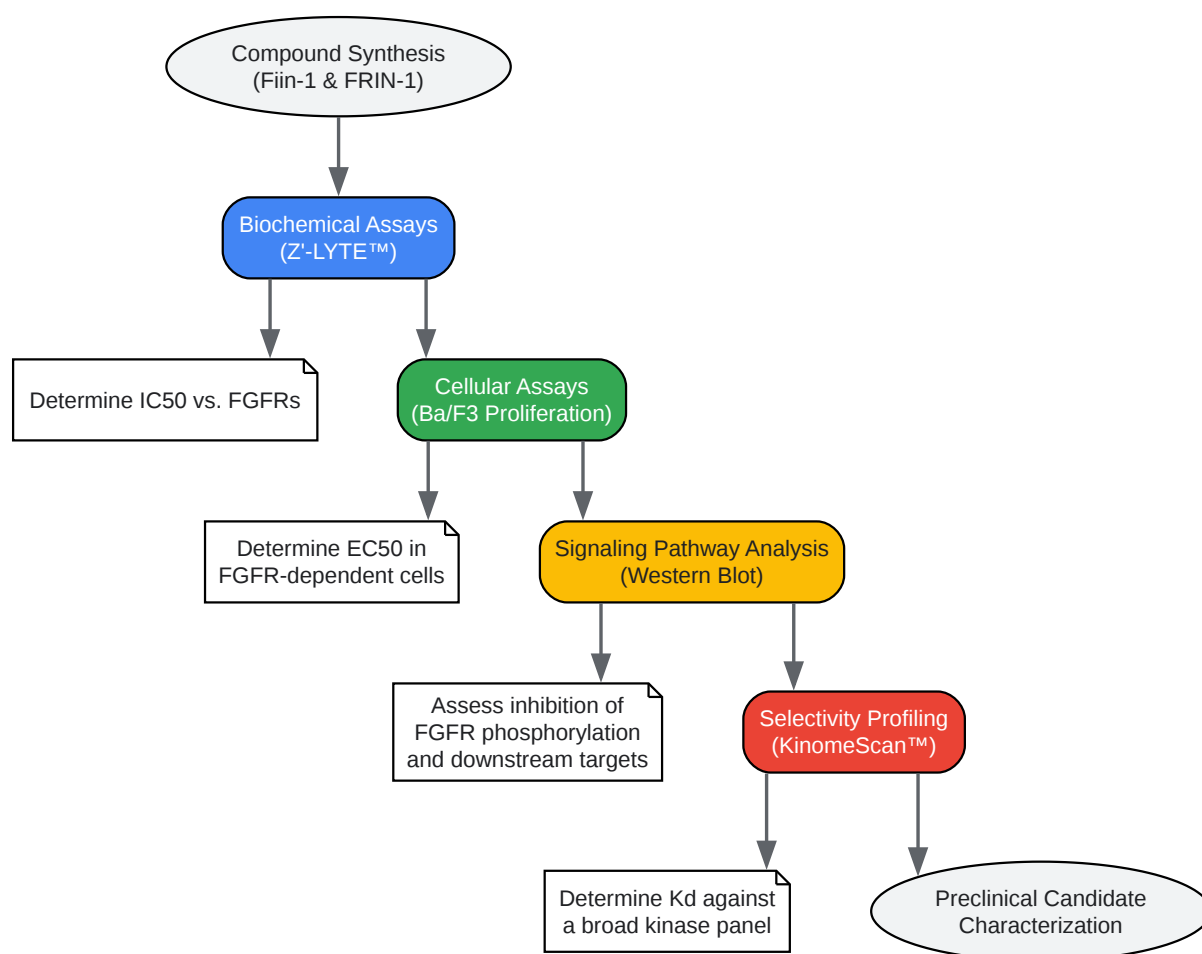 Compound Synthesis
(Fiin-1 & FRIN-1)
Biochemical Assays
(Z'-LYTE™)
Determine IC50 vs. FGFRs
Cellular Assays
(Ba/F3 Proliferation)
Determine EC50 in
FGFR-dependent cells
Signaling Pathway Analysis
(Western Blot)
Assess inhibition of
FGFR phosphorylation
and downstream targets
Selectivity Profiling
(KinomeScan™)
Determine Kd against
a broad kinase panel
Preclinical Candidate
Characterization